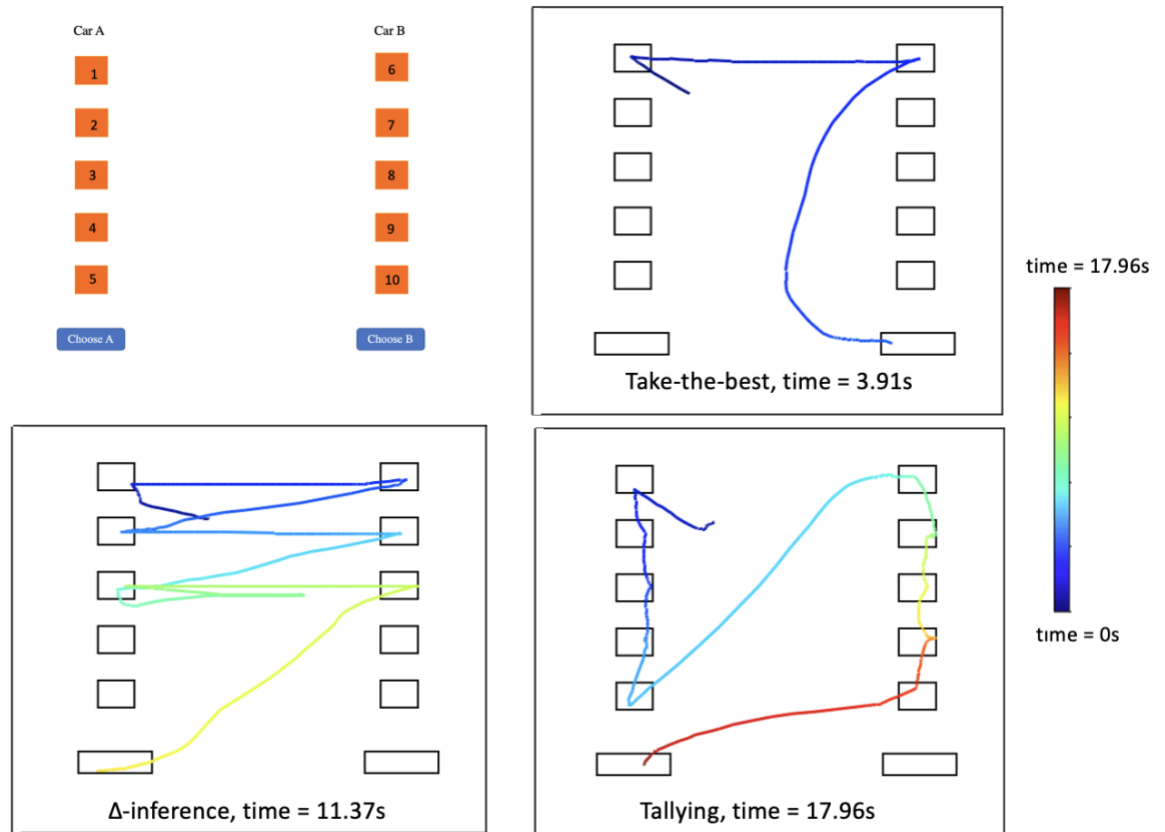 Car A
Car B
1
6
2
7
3
8
4
9
5
10
Choose A
Choose B
Take-the-best, time = 3.91s
time = 17.96s
time = 0s
Δ-inference, time = 11.37s
Tallying, time = 17.96s